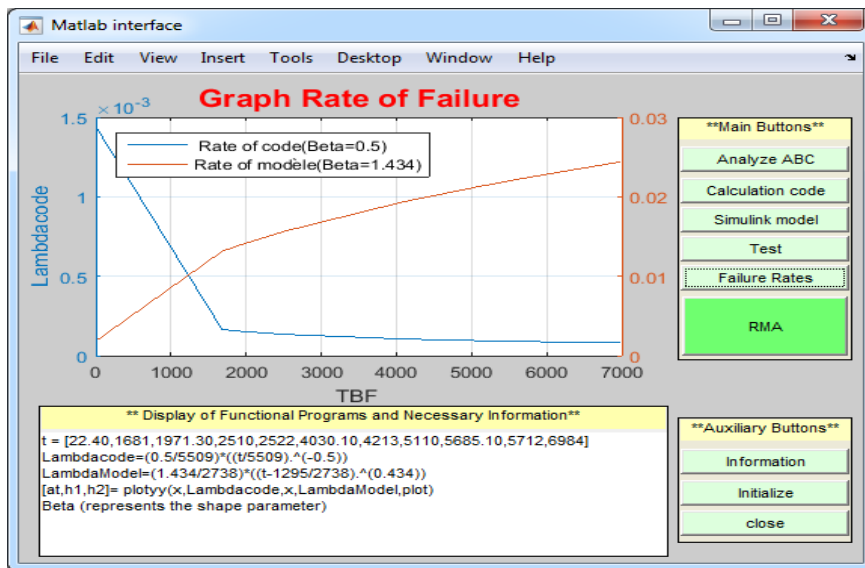 Matlab interface
File Edit View Insert Tools Desktop Window Help
Graph Rate of Failure
× 10⁻³
1.5
1
0.5
0
Lambdacode
Rate of code(Beta=0.5)
Rate of modele(Beta=1.434)
0.03
0.02
0.01
0
0 1000 2000 3000 4000 5000 6000 7000
TBF
**Main Buttons**
Analyze ABC
Calculation code
Simulink model
Test
Failure Rates
RMA
** Display of Functional Programs and Necessary Information**
t = [22.40,1681,1971.30,2510,2522,4030.10,4213,5110,5685.10,5712,6984]
Lambdacode=(0.5/5509)*((t/5509).^(-0.5))
LambdaModel=(1.434/2738)*((t-1295/2738).^(0.434))
[at,h1,h2]= plotyy(x,Lambdacode,x,LambdaModel,plot)
Beta (represents the shape parameter)
**Auxiliary Buttons**
Information
Initialize
close